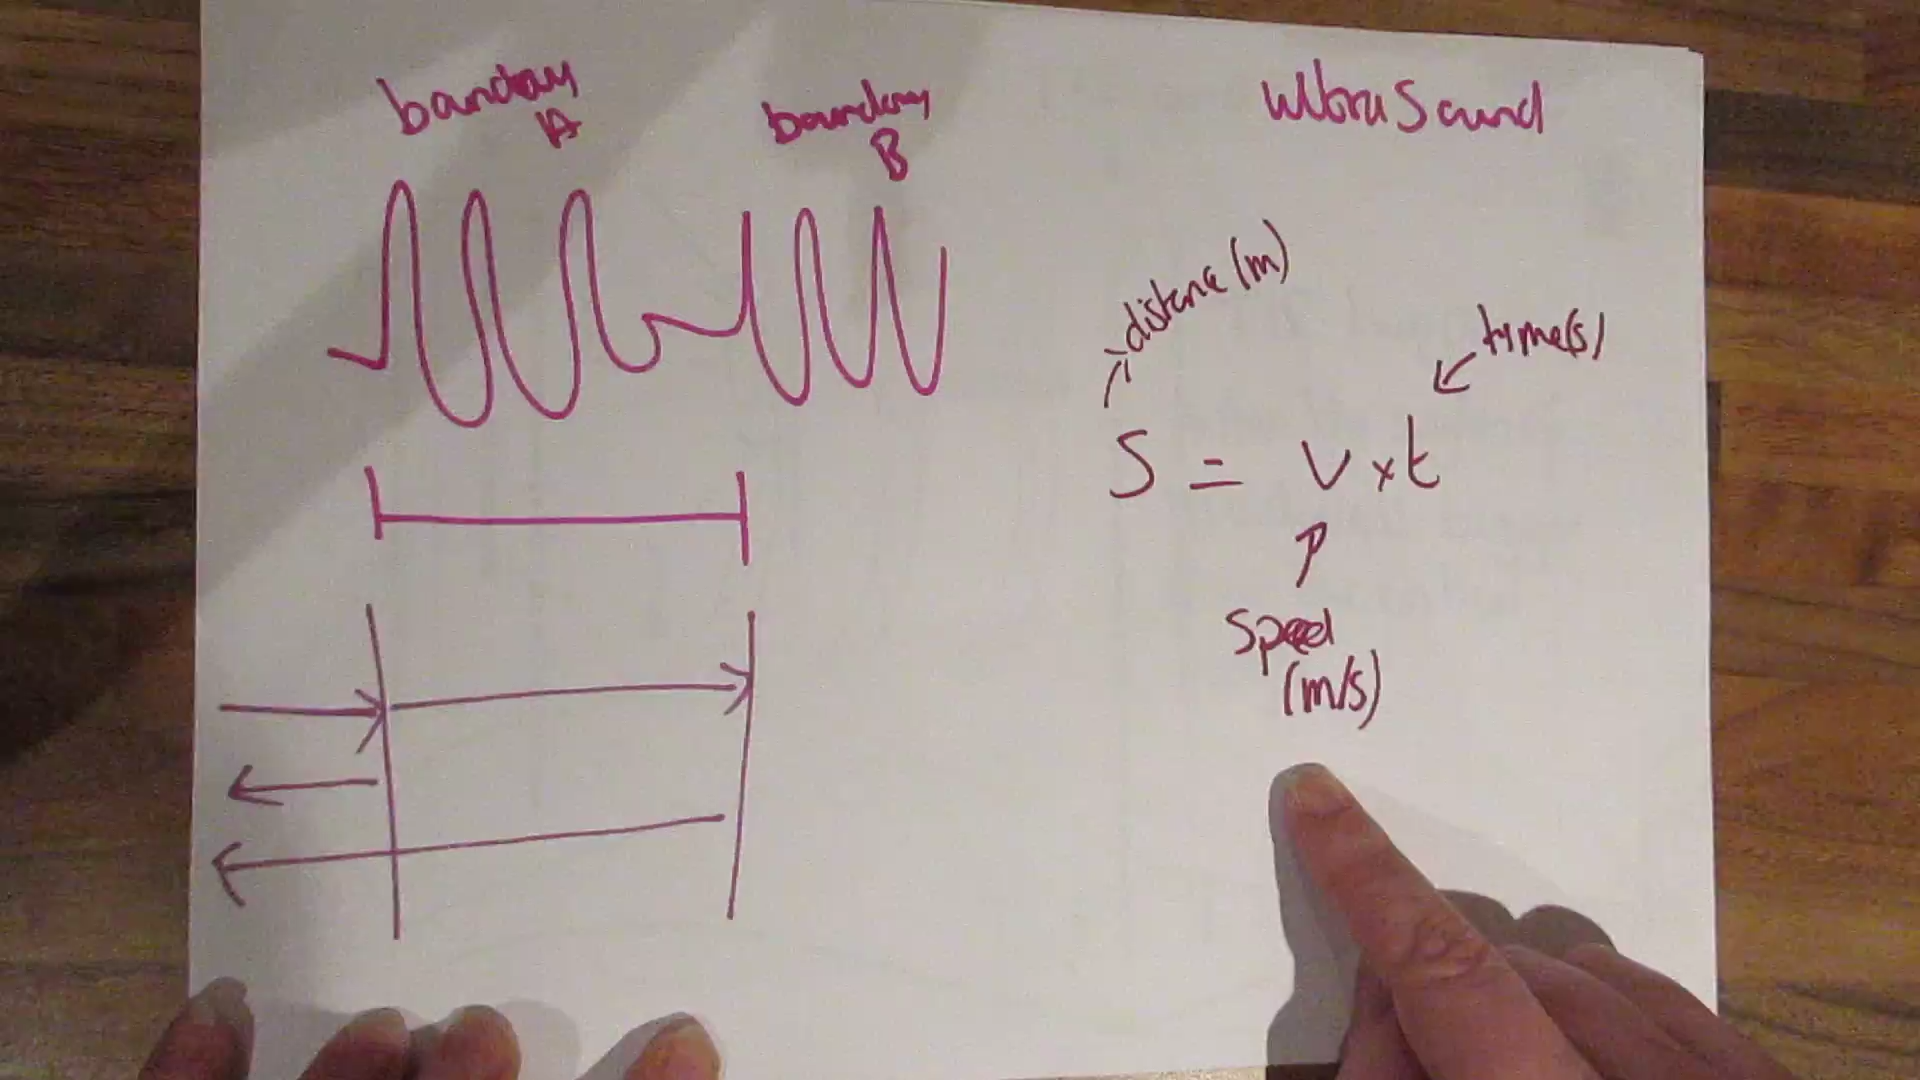 boundary
A
boundary
B
Ultrasound
distance (m)
time(s)
S = v x t
Speed
(m/s)